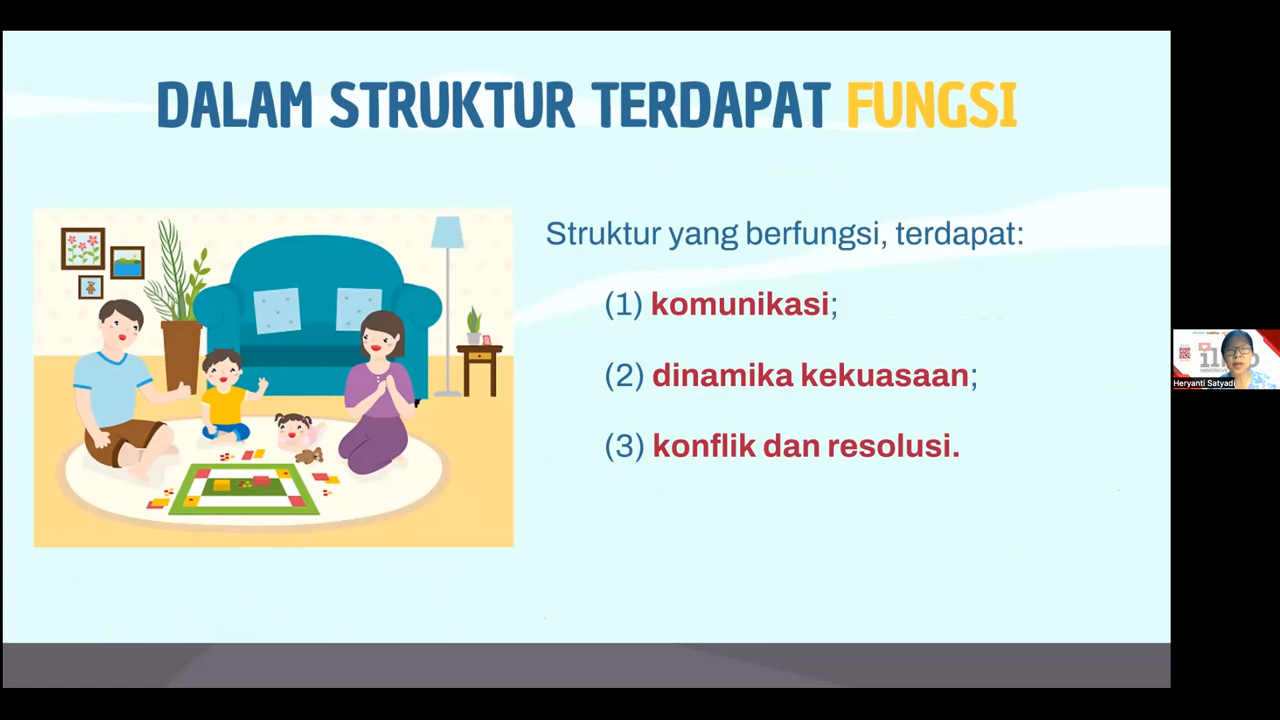 DALAM STRUKTUR TERDAPAT FUNGSI
Struktur yang berfungsi, terdapat:
(1) komunikasi;
(2) dinamika kekuasaan;
(3) konflik dan resolusi.
Heryanti Satyadi